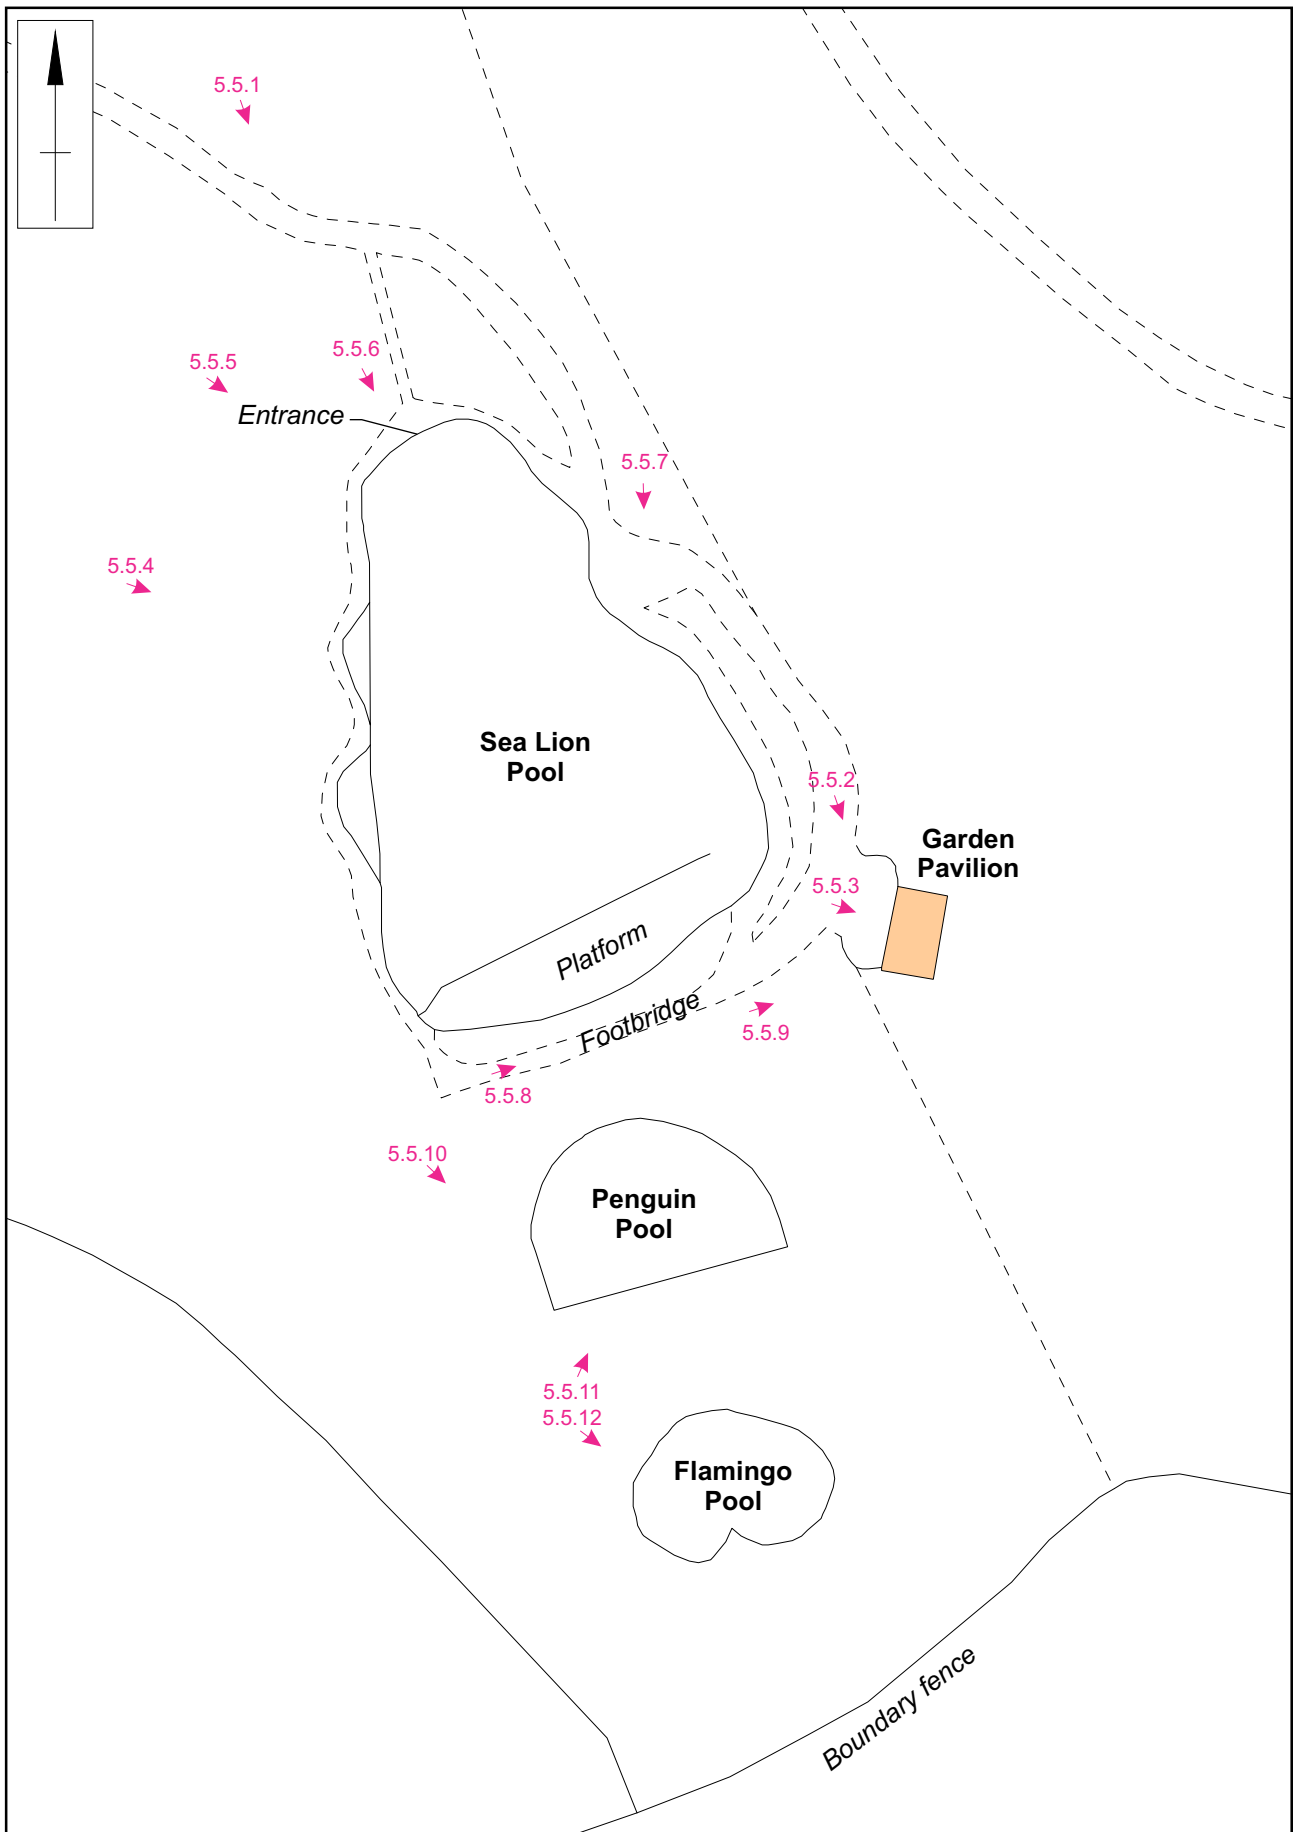 5.5.1
5.5.5
5.5.6
Entrance
5.5.7
5.5.4
Sea Lion
Pool
5.5.2
Garden
Pavilion
5.5.3
Platform
Footbridge
5.5.9
5.5.8
5.5.10
Penguin
Pool
5.5.11
5.5.12
Flamingo
Pool
Boundary fence